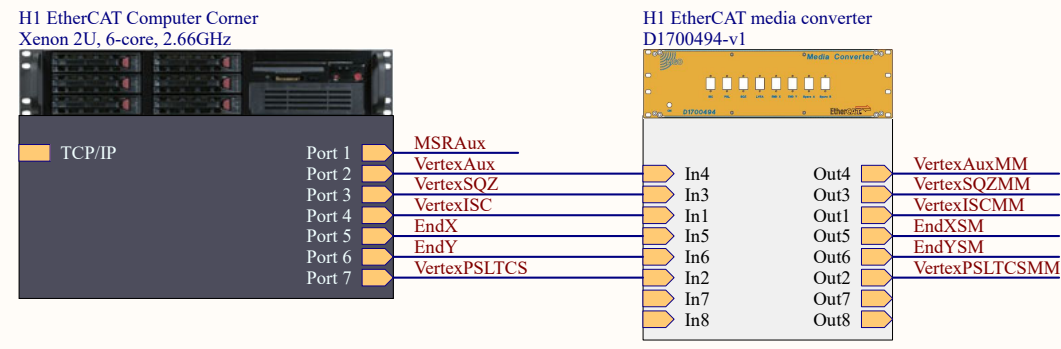 H1 EtherCAT Computer Corner
Xenon 2U, 6-core, 2.66GHz
H1 EtherCAT media converter
D1700494-v1
Media Converter
D1700494
EtherCAT
TCP/IP
Port 1
MSRAux
Port 2
VertexAux
In4
Out4
VertexAuxMM
Port 3
VertexSQZ
In3
Out3
VertexSQZMM
Port 4
VertexISC
In1
Out1
VertexISCMM
Port 5
EndX
In5
Out5
EndXSM
Port 6
EndY
In6
Out6
EndYSM
Port 7
VertexPSLTCS
In2
Out2
VertexPSLTCSMM
In7
Out7
In8
Out8